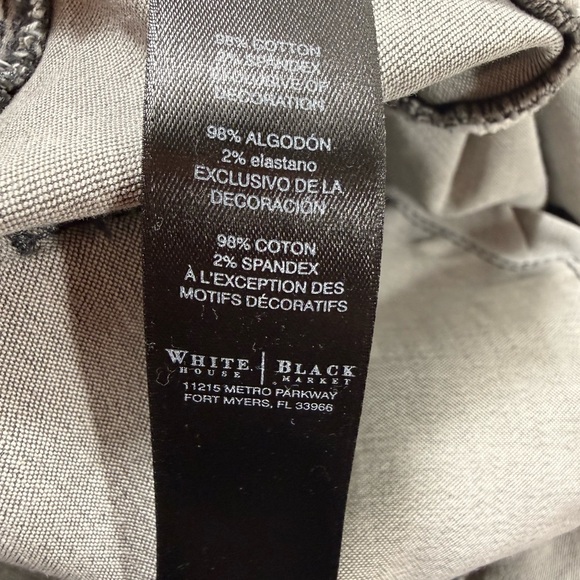 98% COTTON
2% SPANDEX
EXCLUSIVE OF
DECORATION
98% ALGODÓN
2% elastano
EXCLUSIVO DE LA
DECORACIÓN
98% COTON
2% SPANDEX
À L'EXCEPTION DES
MOTIFS DÉCORATIFS
WHITE | BLACK
HOUSE MARKET
11215 METRO PARKWAY
FORT MYERS, FL 33966